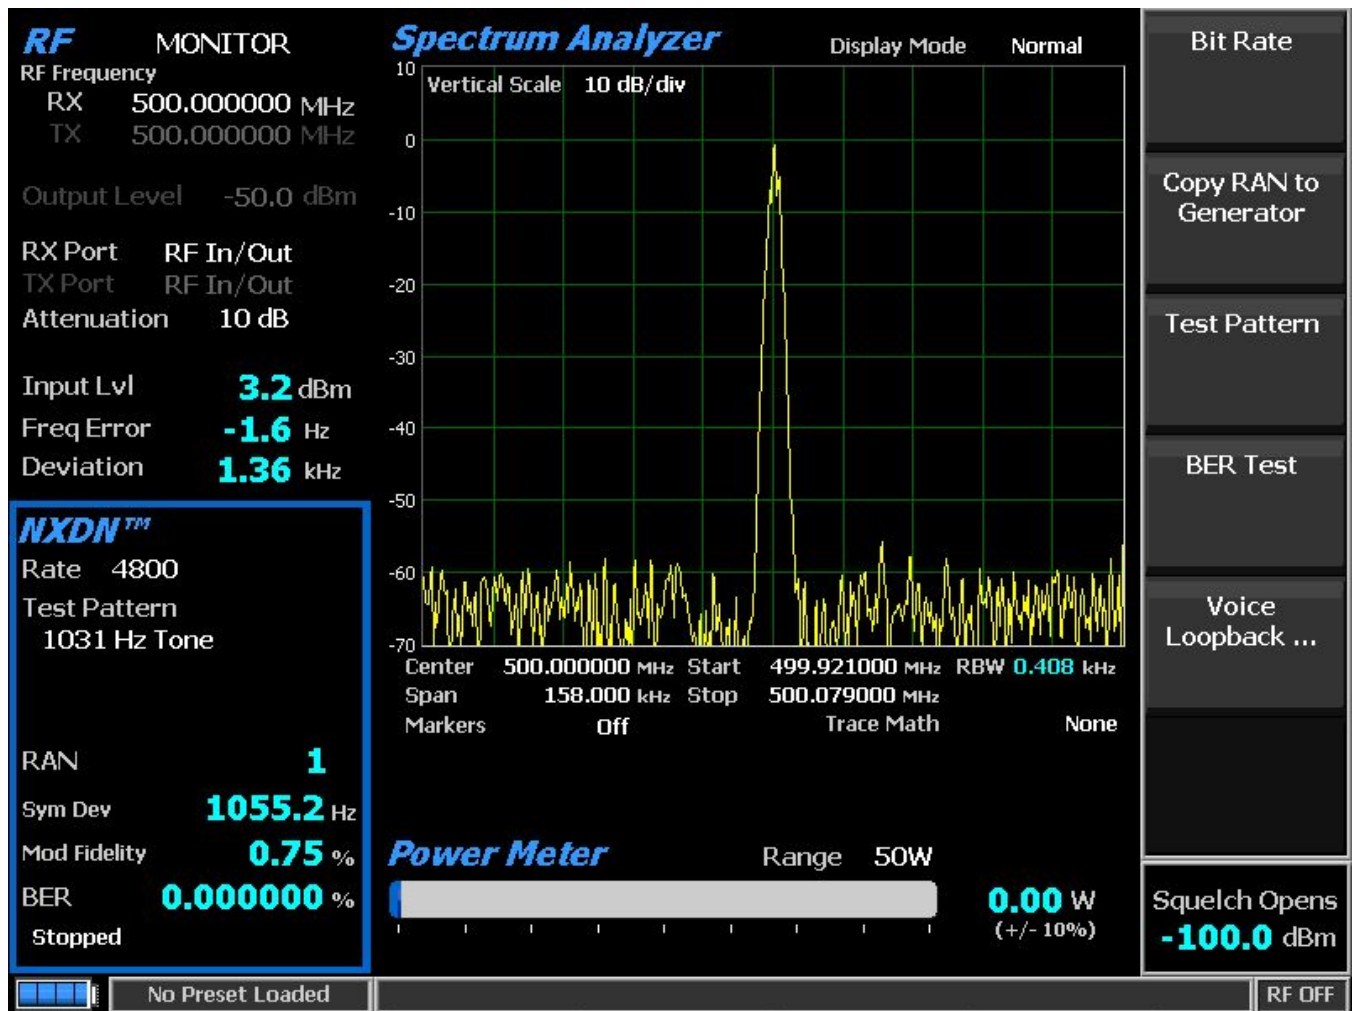 RF MONITOR
RF Frequency
RX 500.000000 MHz
TX 500.000000 MHz
Output Level -50.0 dBm
RX Port RF In/Out
TX Port RF In/Out
Attenuation 10 dB
Input Lvl 3.2 dBm
Freq Error -1.6 Hz
Deviation 1.36 kHz
NXDN™
Rate 4800
Test Pattern
1031 Hz Tone
RAN 1
Sym Dev 1055.2 Hz
Mod Fidelity 0.75 %
BER 0.000000 %
Stopped
Spectrum Analyzer Display Mode Normal
Vertical Scale 10 dB/div
10
0
-10
-20
-30
-40
-50
-60
-70
Center 500.000000 MHz Start 499.921000 MHz RBW 0.408 kHz
Span 158.000 kHz Stop 500.079000 MHz
Markers Off Trace Math None
Power Meter Range 50W
0.00 W
(+/- 10%)
Bit Rate
Copy RAN to
Generator
Test Pattern
BER Test
Voice
Loopback ...
Squelch Opens
-100.0 dBm
No Preset Loaded
RF OFF